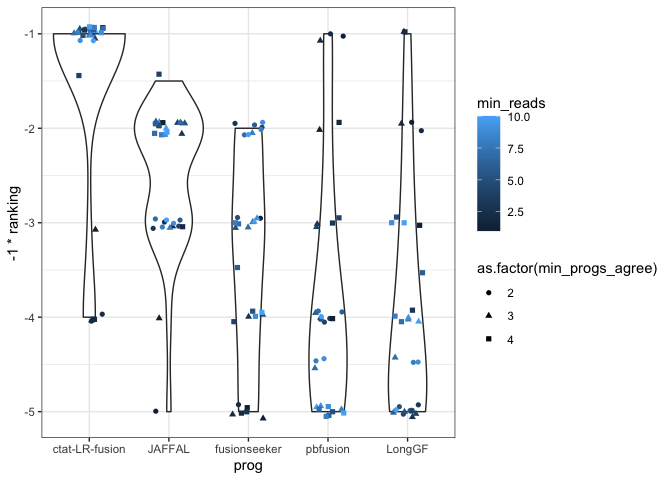 -1 * ranking
-1
-2
-3
-4
-5
ctat-LR-fusion JAFFAL fusionseeker pbfusion LongGF
prog
min_reads
10.0
7.5
5.0
2.5
as.factor(min_progs_agree)
2
3
4